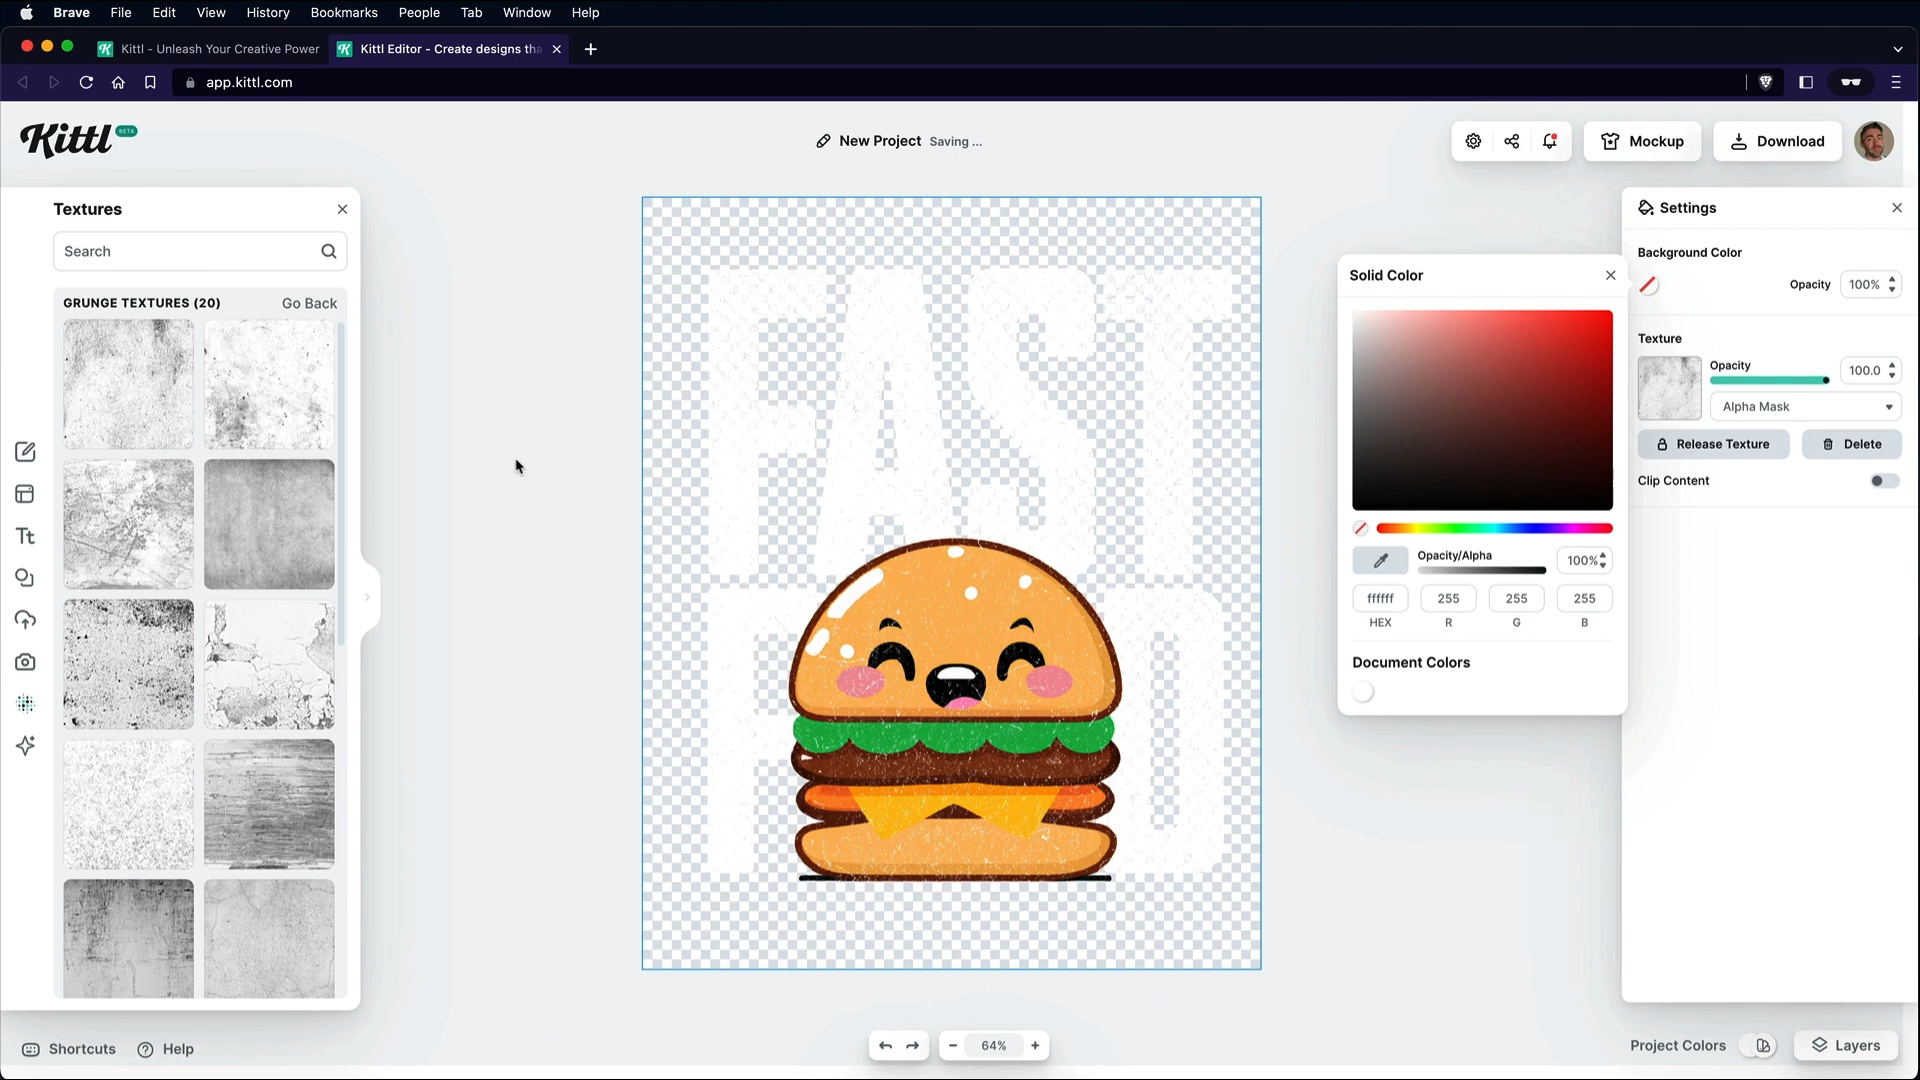 Brave File Edit View History Bookmarks People Tab Window Help
Kittl - Unleash Your Creative Power
Kittl Editor - Create designs tha
app.kittl.com
Kittl BETA
New Project Saving ...
Mockup
Download
Textures
Search
GRUNGE TEXTURES (20) Go Back
Tt
FAST
Solid Color
Opacity/Alpha
100%
ffffff 255 255 255
HEX R G B
Document Colors
Settings
Background Color
Opacity 100%
Texture
Opacity
100.0
Alpha Mask
Release Texture
Delete
Clip Content
Shortcuts
Help
64%
Project Colors
Layers